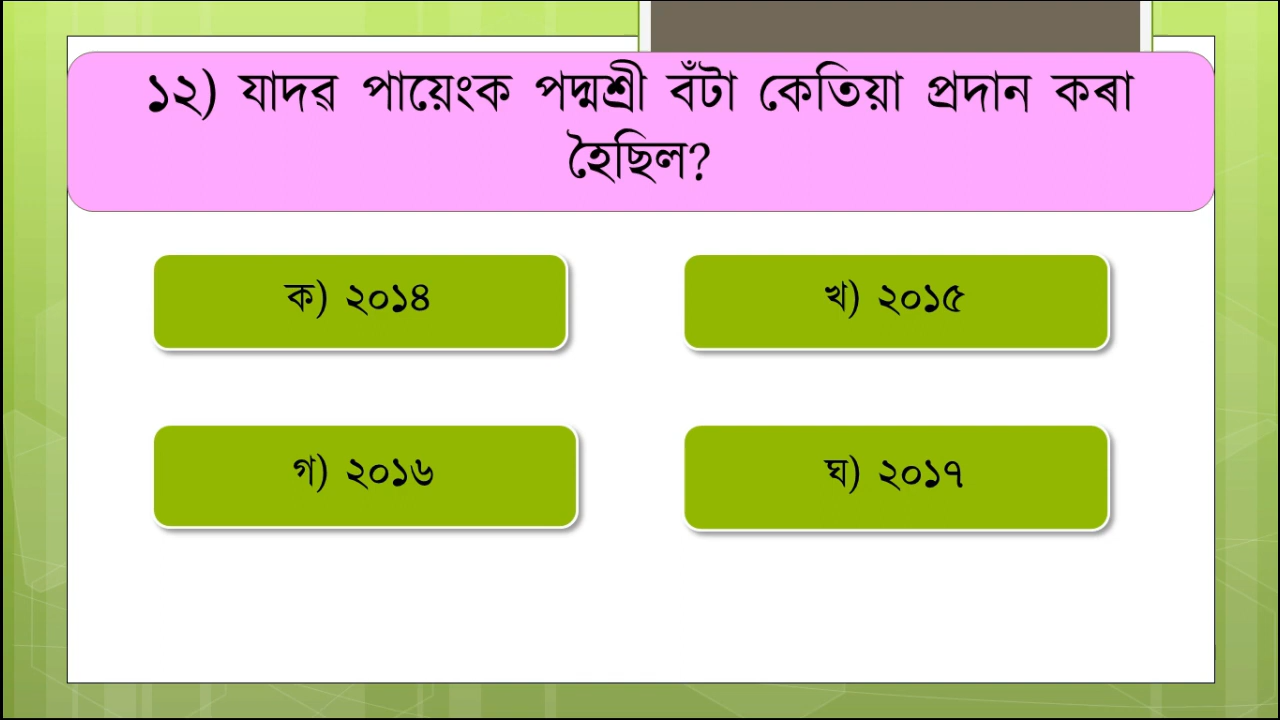 ১২) যাদৱ পায়েংক পদ্মশ্ৰী বঁটা কেতিয়া প্ৰদান কৰা
হৈছিল?
ক) ২০১৪
খ) ২০১৫
গ) ২০১৬
ঘ) ২০১৭